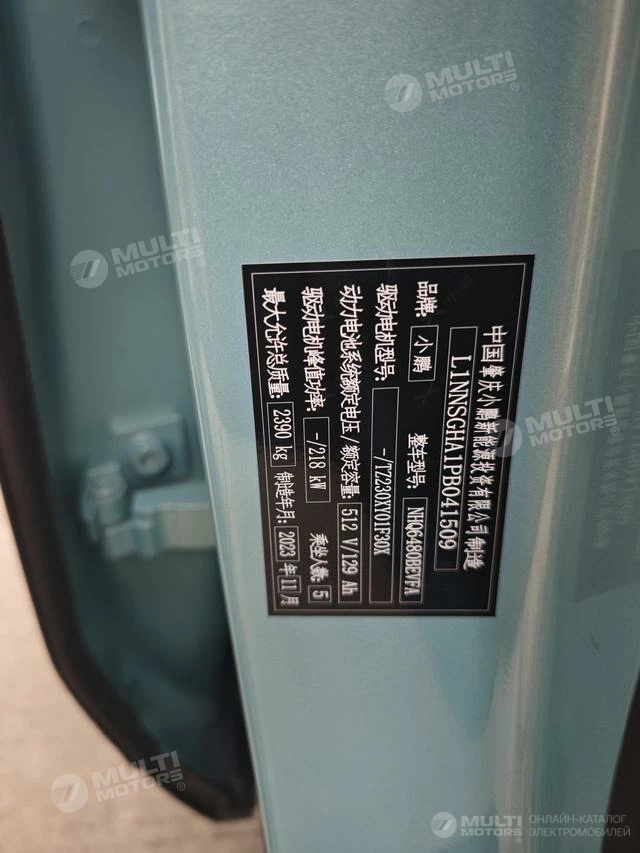 中国肇庆小鹏新能源投资有限公司制造
L1NNSGHA1PB041509
品牌: 小鹏 整车型号: NHQ6480BEVFA
驱动电机型号: -/TZ230XY01F30X
动力电池系统额定电压/额定容量: 512 V/129 Ah
驱动电机峰值功率: -/218 kW 乘坐人数: 5
最大允许总质量: 2390 kg 制造年月: 2023 年 11 月
MULTI
MOTORS®
MULTI
MOTORS
MULTI
MOTORS®
MULTI
MOTORS®
MULTI
MOTORS®
ОНЛАЙН-КАТАЛОГ
ЭЛЕКТРОМОБИЛЕЙ